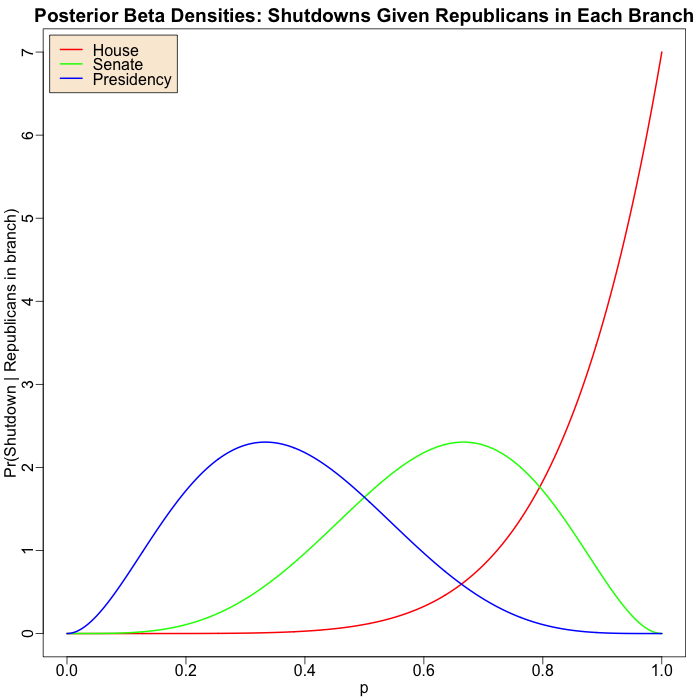 Posterior Beta Densities: Shutdowns Given Republicans in Each Branch
House
Senate
Presidency
Pr(Shutdown | Republicans in branch)
7
6
5
4
3
2
1
0
0.0 0.2 0.4 0.6 0.8 1.0
p